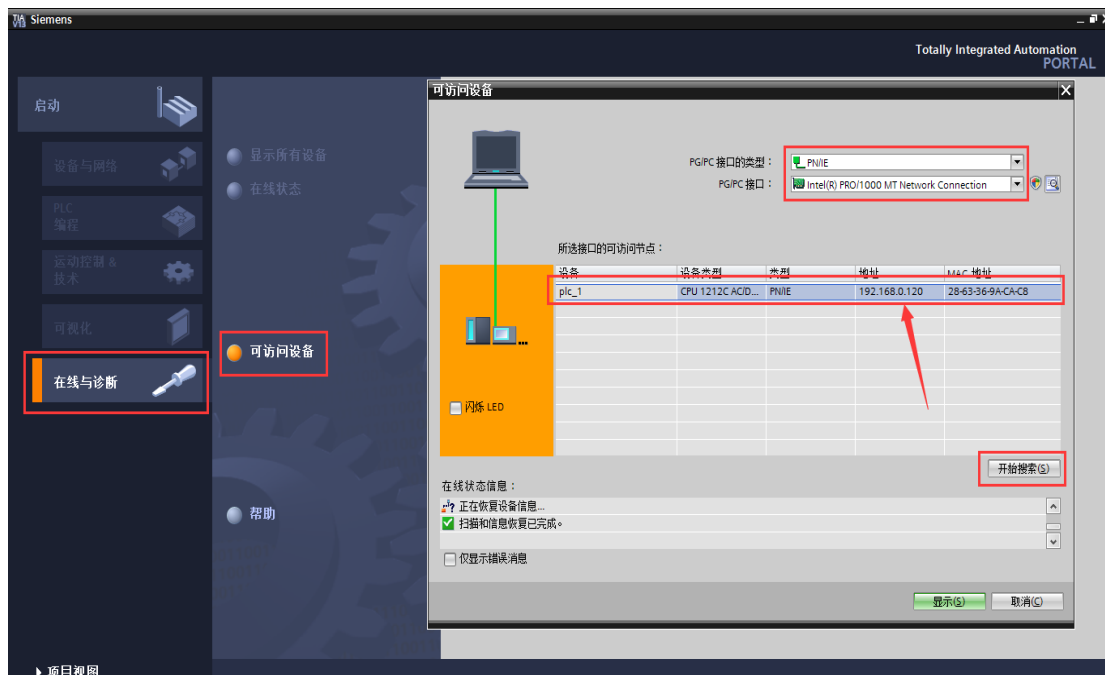 Siemens
Totally Integrated Automation
PORTAL
启动
设备与网络
PLC
编程
运动控制 &
技术
可视化
在线与诊断
项目视图
显示所有设备
在线状态
可访问设备
帮助
可访问设备
PG/PC 接口的类型：
PN/IE
PG/PC 接口：
Intel(R) PRO/1000 MT Network Connection
所选接口的可访问节点：
设备 设备类型 类型 地址 MAC 地址
plc_1 CPU 1212C AC/D... PN/IE 192.168.0.120 28-63-36-9A-CA-C8
闪烁 LED
开始搜索(S)
在线状态信息：
正在恢复设备信息...
扫描和信息恢复已完成。
仅显示错误消息
显示(S) 取消(C)